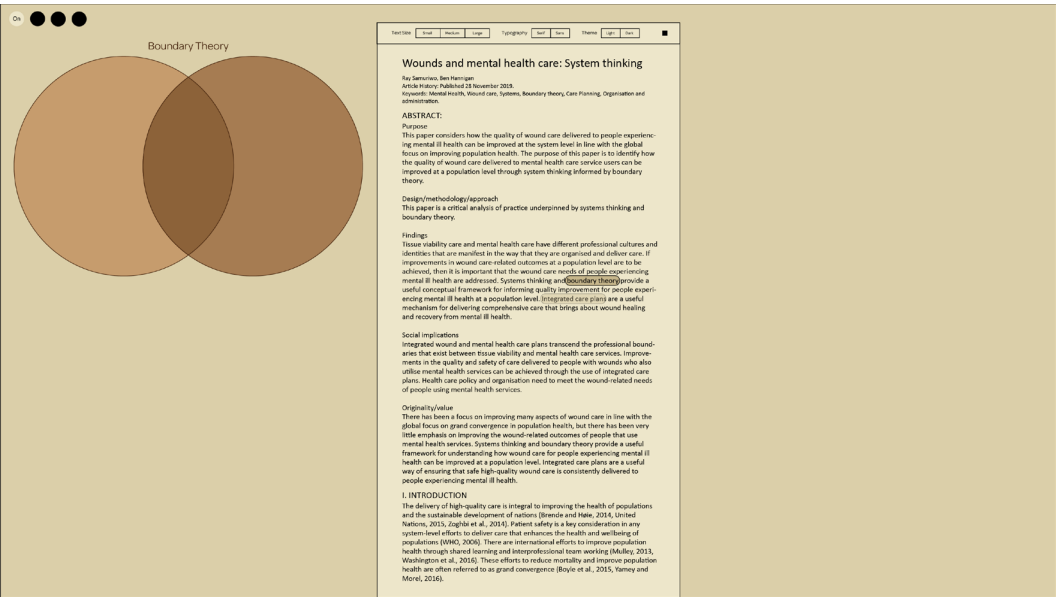 On
Boundary Theory
Text Size Small Medium Large Typography Serif Sans Theme Light Dark
Wounds and mental health care: System thinking
Ray Samuriwo, Ben Hannigan
Article History: Published 28 November 2019.
Keywords: Mental Health, Wound care, Systems, Boundary theory, Care Planning, Organisation and
administration.
ABSTRACT:
Purpose
This paper considers how the quality of wound care delivered to people experienc-
ing mental ill health can be improved at the system level in line with the global
focus on improving population health. The purpose of this paper is to identify how
the quality of wound care delivered to mental health care service users can be
improved at a population level through system thinking informed by boundary
theory.
Design/methodology/approach
This paper is a critical analysis of practice underpinned by systems thinking and
boundary theory.
Findings
Tissue viability care and mental health care have different professional cultures and
identities that are manifest in the way that they are organised and deliver care. If
improvements in wound care-related outcomes at a population level are to be
achieved, then it is important that the wound care needs of people experiencing
mental ill health are addressed. Systems thinking and boundary theory provide a
useful conceptual framework for informing quality improvement for people experi-
encing mental ill health at a population level. Integrated care plans are a useful
mechanism for delivering comprehensive care that brings about wound healing
and recovery from mental ill health.
Social implications
Integrated wound and mental health care plans transcend the professional bound-
aries that exist between tissue viability and mental health care services. Improve-
ments in the quality and safety of care delivered to people with wounds who also
utilise mental health services can be achieved through the use of integrated care
plans. Health care policy and organisation need to meet the wound-related needs
of people using mental health services.
Originality/value
There has been a focus on improving many aspects of wound care in line with the
global focus on grand convergence in population health, but there has been very
little emphasis on improving the wound-related outcomes of people that use
mental health services. Systems thinking and boundary theory provide a useful
framework for understanding how wound care for people experiencing mental ill
health can be improved at a population level. Integrated care plans are a useful
way of ensuring that safe high-quality wound care is consistently delivered to
people experiencing mental ill health.
I. INTRODUCTION
The delivery of high-quality care is integral to improving the health of populations
and the sustainable development of nations (Brende and Høie, 2014, United
Nations, 2015, Zoghbi et al., 2014). Patient safety is a key consideration in any
system-level efforts to deliver care that enhances the health and wellbeing of
populations (WHO, 2006). There are international efforts to improve population
health through shared learning and interprofessional team working (Mulley, 2013,
Washington et al., 2016). These efforts to reduce mortality and improve population
health are often referred to as grand convergence (Boyle et al., 2015, Yamey and
Morel, 2016).